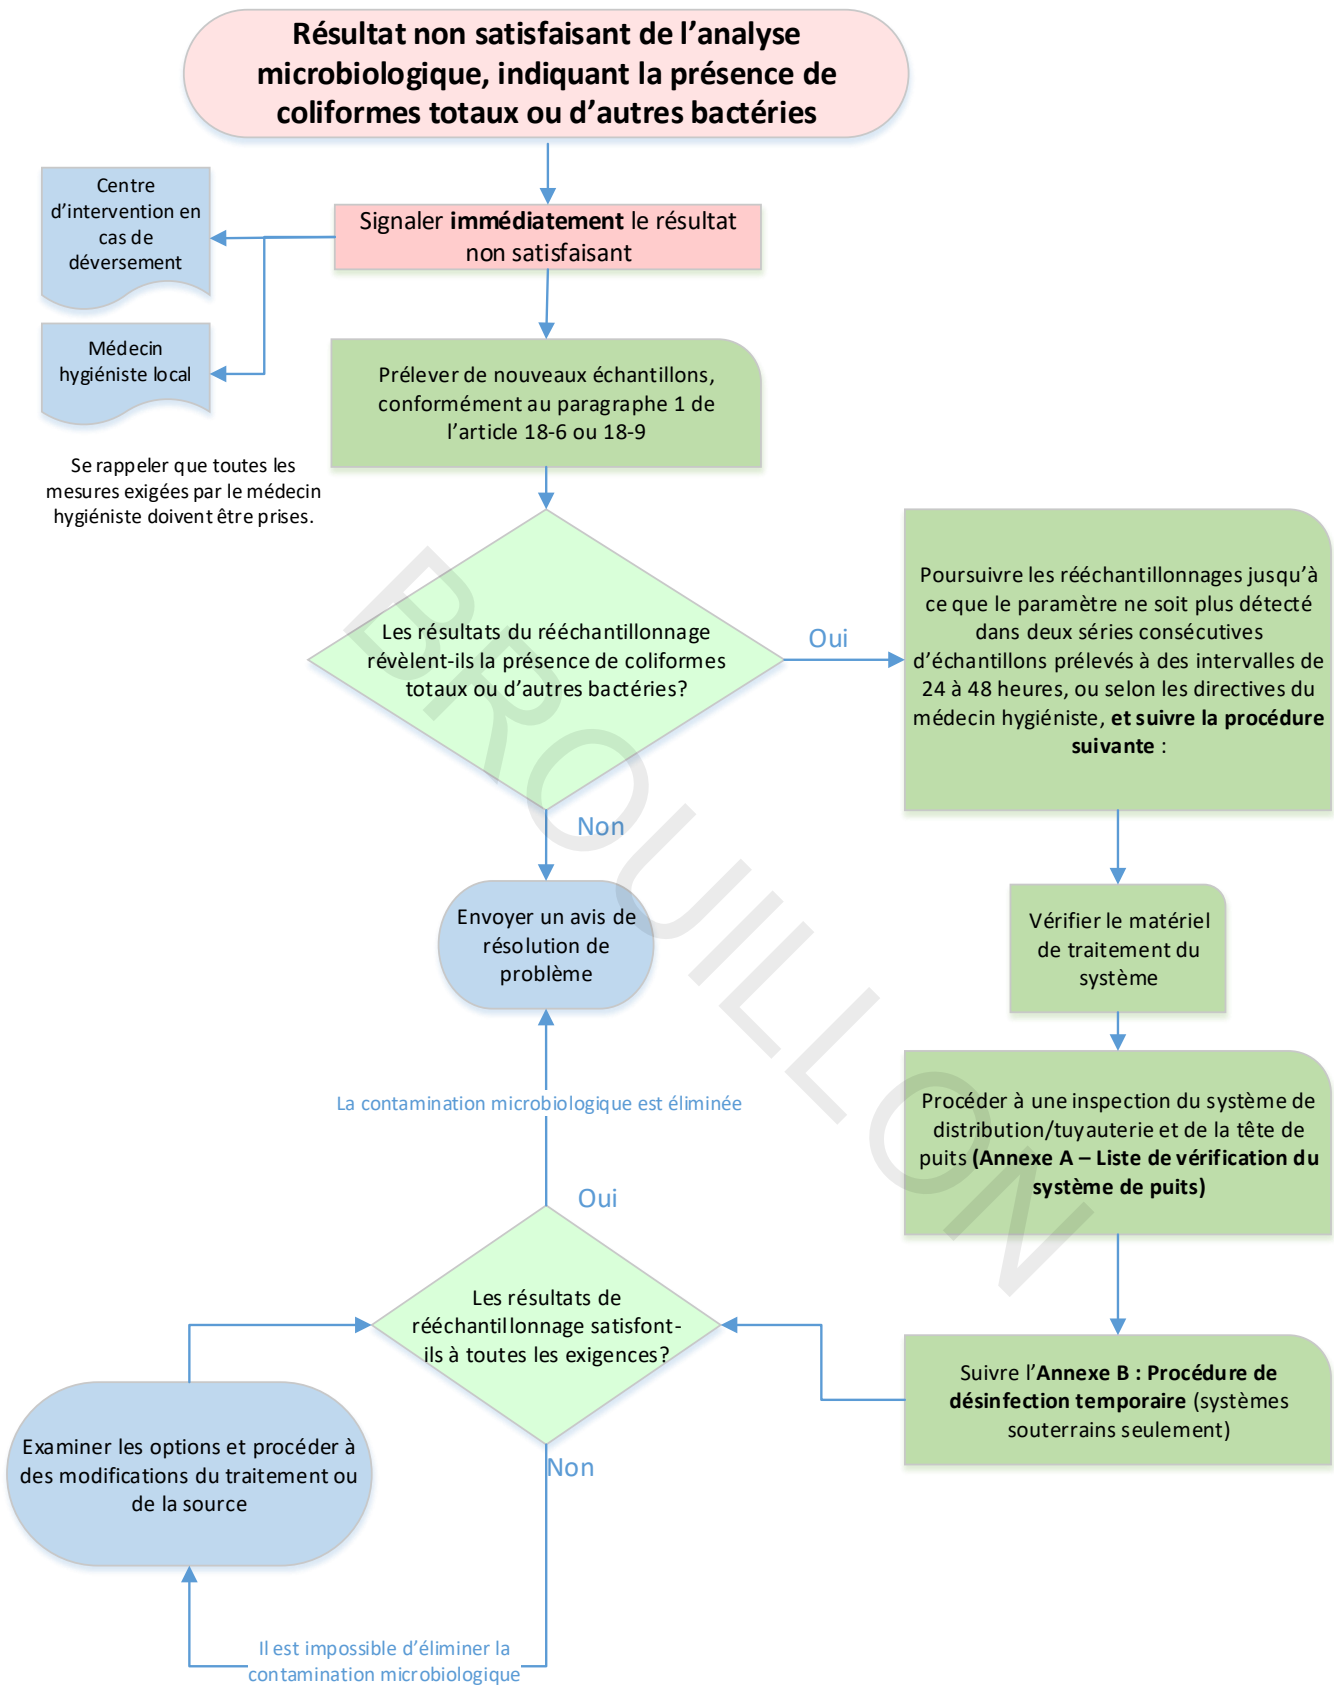 Résultat non satisfaisant de l’analyse
microbiologique, indiquant la présence de
coliformes totaux ou d’autres bactéries
Centre
d’intervention en
cas de
déversement
Signaler immédiatement le résultat
non satisfaisant
Médecin
hygiéniste local
Prélever de nouveaux échantillons,
conformément au paragraphe 1 de
l’article 18-6 ou 18-9
Se rappeler que toutes les
mesures exigées par le médecin
hygiéniste doivent être prises.
Les résultats du rééchantillonnage
révèlent-ils la présence de coliformes
totaux ou d’autres bactéries?
Oui
Poursuivre les rééchantillonnages jusqu’à
ce que le paramètre ne soit plus détecté
dans deux séries consécutives
d’échantillons prélevés à des intervalles de
24 à 48 heures, ou selon les directives du
médecin hygiéniste, et suivre la procédure
suivante :
Non
Envoyer un avis de
résolution de
problème
Vérifier le matériel
de traitement du
système
La contamination microbiologique est éliminée
Procéder à une inspection du système de
distribution/tuyauterie et de la tête de
puits (Annexe A – Liste de vérification du
système de puits)
Oui
Les résultats de
rééchantillonnage satisfont-
ils à toutes les exigences?
Suivre l’Annexe B : Procédure de
désinfection temporaire (systèmes
souterrains seulement)
Non
Examiner les options et procéder à
des modifications du traitement ou
de la source
Il est impossible d’éliminer la
contamination microbiologique
BROUILLON